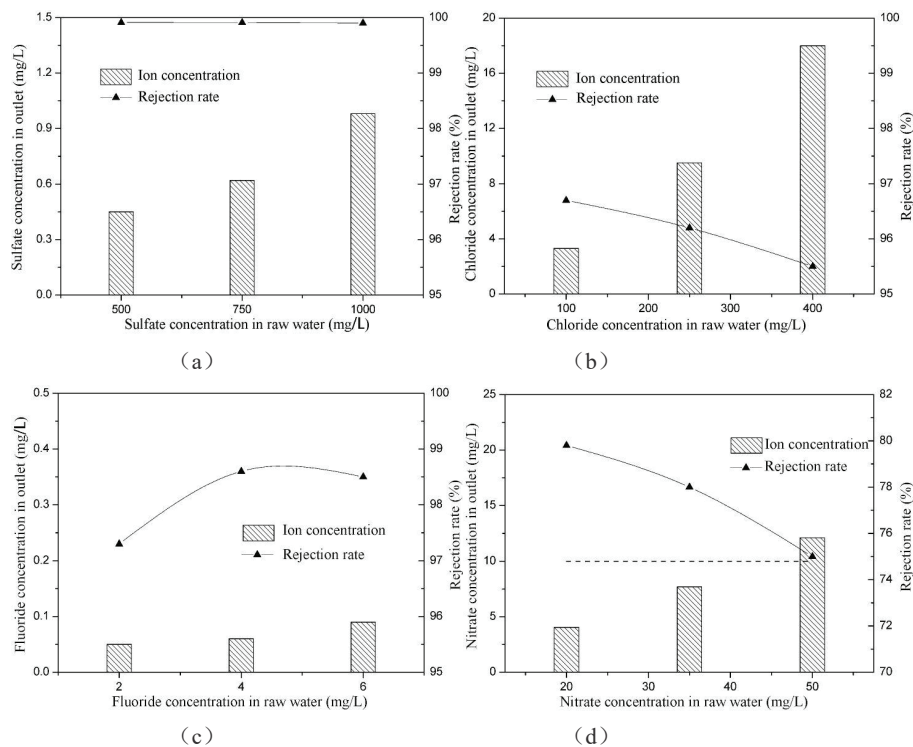 Sulfate concentration in outlet (mg/L)
1.5
1.2
0.9
0.6
0.3
0.0
Ion concentration
Rejection rate
100
99
98
97
96
95
Rejection rate (%)
500
750
1000
Sulfate concentration in raw water (mg/L)
(a)
Chloride concentration in outlet (mg/L)
20
16
12
8
4
0
Ion concentration
Rejection rate
100
99
98
97
96
95
Rejection rate (%)
100
200
300
400
Chloride concentration in raw water (mg/L)
(b)
Fluoride concentration in outlet (mg/L)
0.5
0.4
0.3
0.2
0.1
0.0
Ion concentration
Rejection rate
100
99
98
97
96
95
Rejection rate (%)
2
4
6
Fluoride concentration in raw water (mg/L)
(c)
Nitrate concentration in outlet (mg/L)
25
20
15
10
5
0
Ion concentration
Rejection rate
82
80
78
76
74
72
70
Rejection rate (%)
20
30
40
50
Nitrate concentration in raw water (mg/L)
(d)